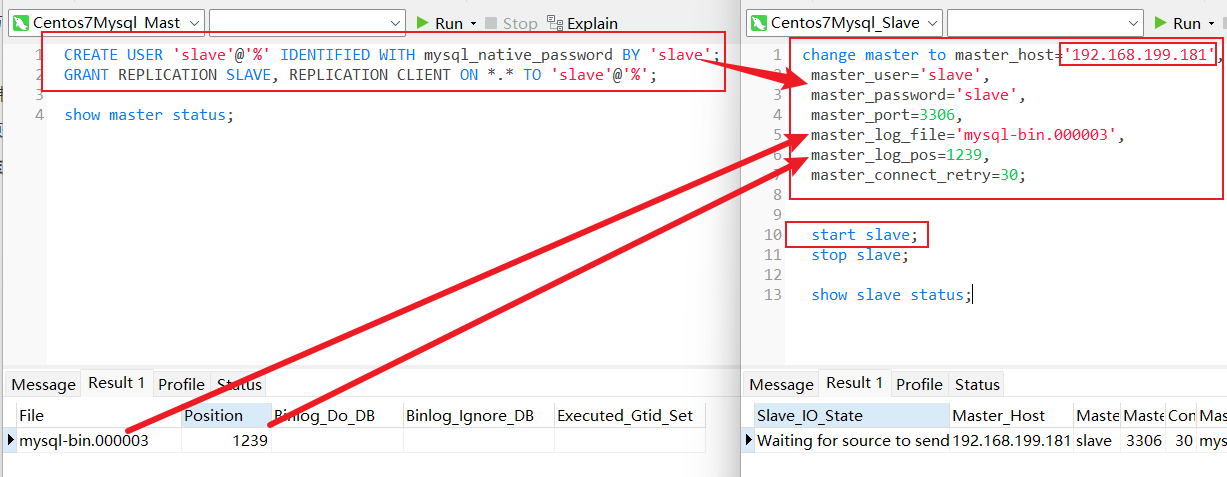 Centos7Mysql_Mast
Run
Stop
Explain
1 CREATE USER 'slave'@'%' IDENTIFIED WITH mysql_native_password BY 'slave';
2 GRANT REPLICATION SLAVE, REPLICATION CLIENT ON *.* TO 'slave'@'%';
3
4 show master status;
Message Result 1 Profile Status
File Position Binlog_Do_DB Binlog_Ignore_DB Executed_Gtid_Set
mysql-bin.000003 1239
Centos7Mysql_Slave
Run
1 change master to master_host='192.168.199.181',
2 master_user='slave',
3 master_password='slave',
4 master_port=3306,
5 master_log_file='mysql-bin.000003',
6 master_log_pos=1239,
7 master_connect_retry=30;
8
9
10 start slave;
11 stop slave;
12
13 show slave status;
Message Result 1 Profile Status
Slave_IO_State Master_Host Maste Maste Con Mas
Waiting for source to send 192.168.199.181 slave 3306 30 mys